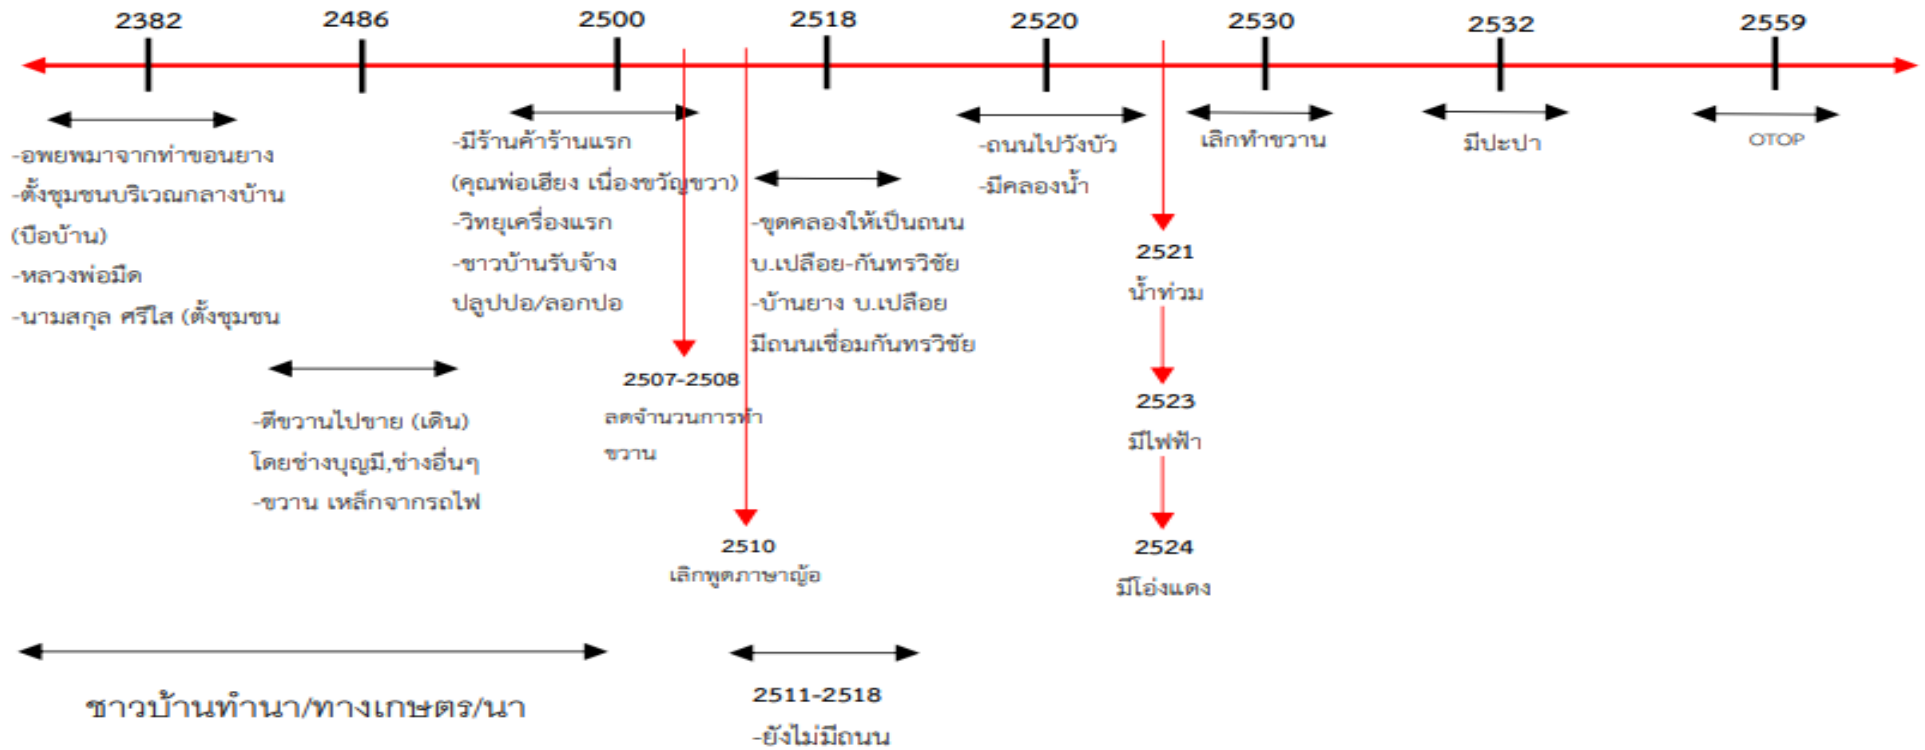 2382
2486
2500
2518
2520
2530
2532
2559
-อพยพมาจากท่าขอนยาง
-ตั้งชุมชนบริเวณกลางบ้าน
(บือบ้าน)
-หลวงพ่อมืด
-นามสกุล ศรีใส (ตั้งชุมชน
-ตีขวานไปขาย (เดิน)
โดยช่างบุญมี,ช่างอื่นๆ
-ขวาน เหล็กจากรถไฟ
-มีร้านค้าร้านแรก
(คุณพ่อเฮียง เนื่องขวัญขวา)
-วิทยุเครื่องแรก
-ชาวบ้านรับจ้าง
ปลูปปอ/ลอกปอ
2507-2508
ลดจำนวนการทำ
ขวาน
2510
เลิกพูดภาษาญ้อ
-ขุดคลองให้เป็นถนน
บ.เปลือย-กันทรวิชัย
-บ้านยาง บ.เปลือย
มีถนนเชื่อมกันทรวิชัย
-ถนนไปวังบัว
-มีคลองน้ำ
2521
น้ำท่วม
2523
มีไฟฟ้า
2524
มีโอ่งแดง
เลิกทำขวาน
มีปะปา
OTOP
ชาวบ้านทำนา/ทางเกษตร/นา
2511-2518
-ยังไม่มีถนน